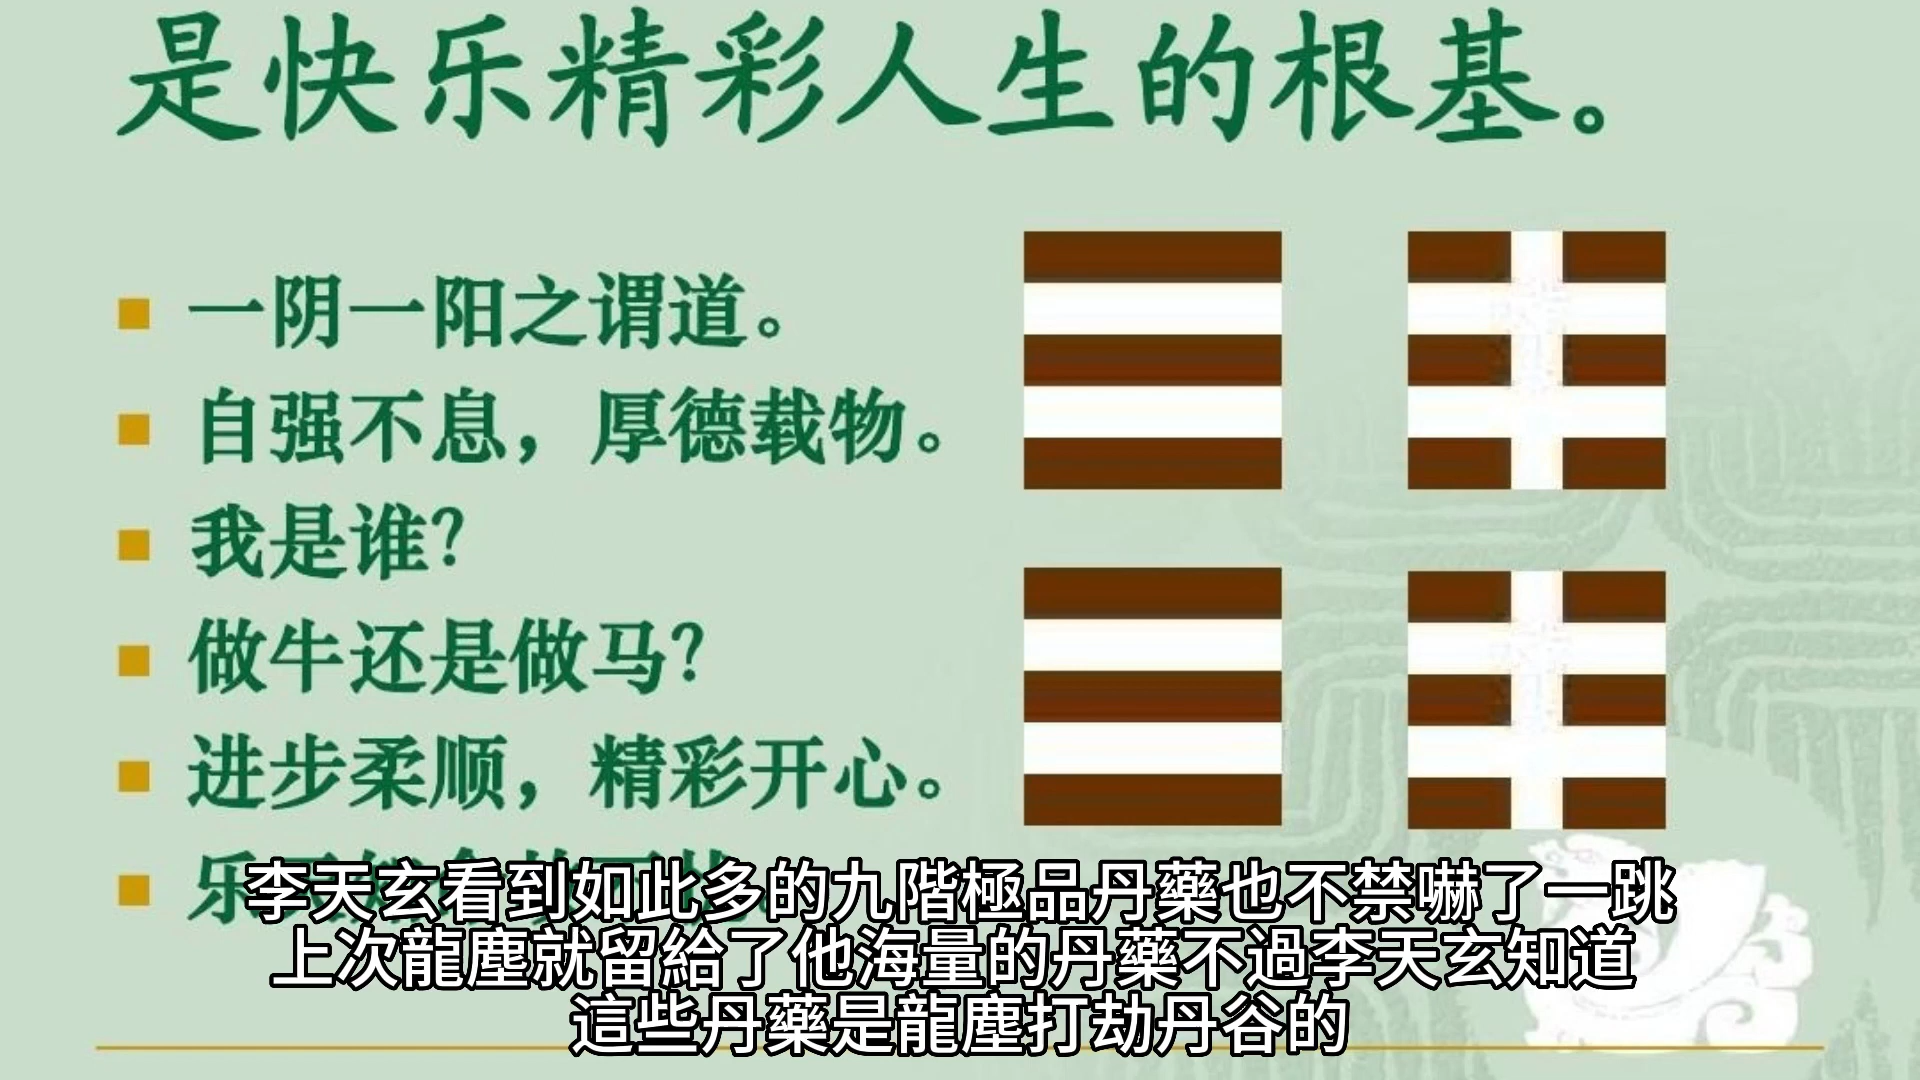 是快乐精彩人生的根基。
一阴一阳之谓道。
自强不息，厚德载物。
我是谁？
做牛还是做马？
进步柔顺，精彩开心。
李天玄看到如此多的九階極品丹藥也不禁嚇了一跳
上次龍塵就留給了他海量的丹藥不過李天玄知道
這些丹藥是龍塵打劫丹谷的